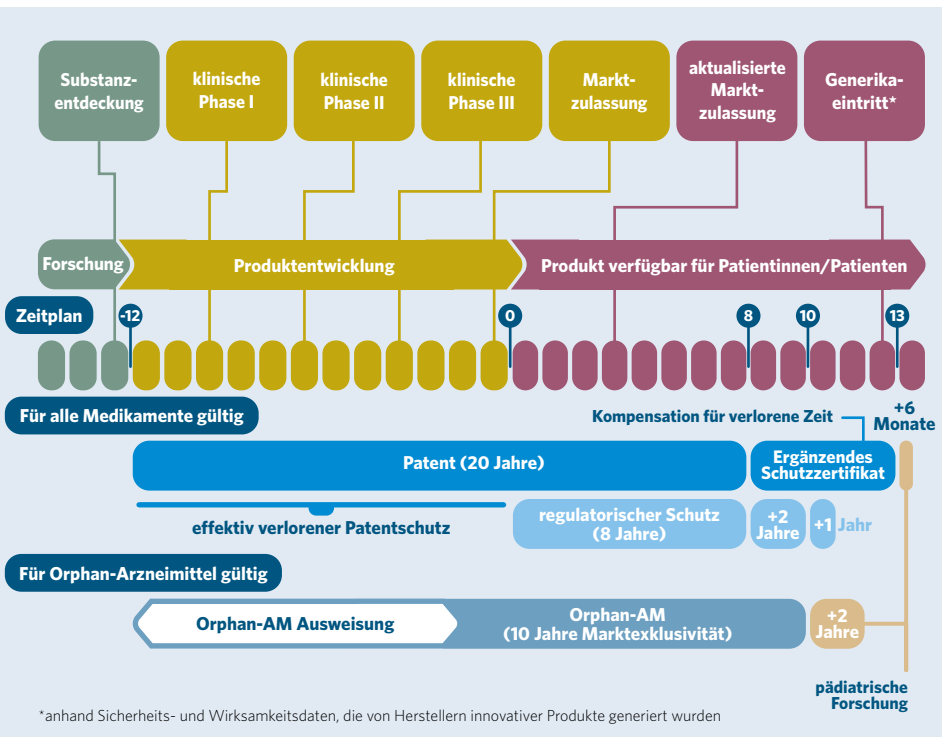 Substanz-
entdeckung
klinische
Phase I
klinische
Phase II
klinische
Phase III
Markt-
zulassung
aktualisierte
Markt-
zulassung
Generika-
eintritt*
Forschung
Produktentwicklung
Produkt verfügbar für Patientinnen/Patienten
Zeitplan
-12
0
8
10
13
Für alle Medikamente gültig
Kompensation für verlorene Zeit
+6
Monate
Patent (20 Jahre)
Ergänzendes
Schutzzertifikat
effektiv verlorener Patentschutz
regulatorischer Schutz
(8 Jahre)
+2
Jahre
+1 Jahr
Für Orphan-Arzneimittel gültig
Orphan-AM Ausweisung
Orphan-AM
(10 Jahre Marktexklusivität)
+2
Jahre
pädiatrische
Forschung
*anhand Sicherheits- und Wirksamkeitsdaten, die von Herstellern innovativer Produkte generiert wurden